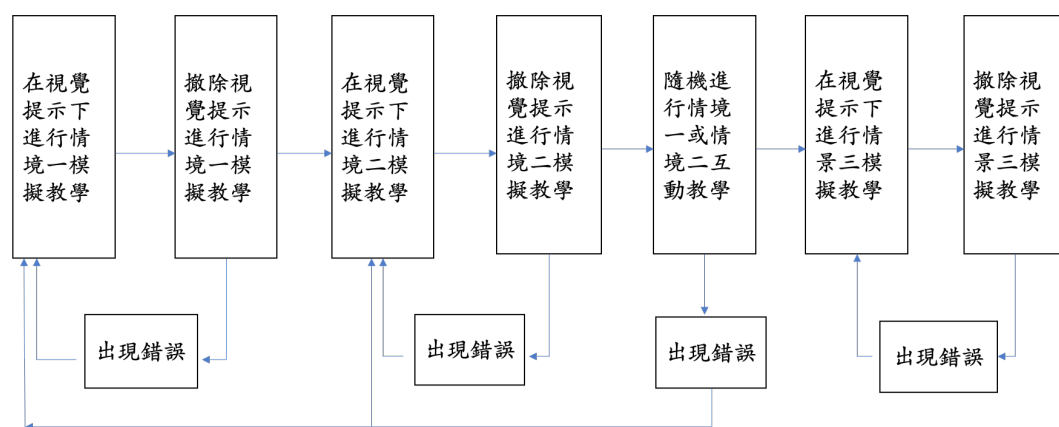 在視覺
提示下
進行情
境一模
擬教學
撤除視
覺提示
進行情
境一模
擬教學
在視覺
提示下
進行情
境二模
擬教學
撤除視
覺提示
進行情
境二模
擬教學
隨機進
行情境
一或情
境二互
動教學
在視覺
提示下
進行情
景三模
擬教學
撤除視
覺提示
進行情
景三模
擬教學
出現錯誤
出現錯誤
出現錯誤
出現錯誤